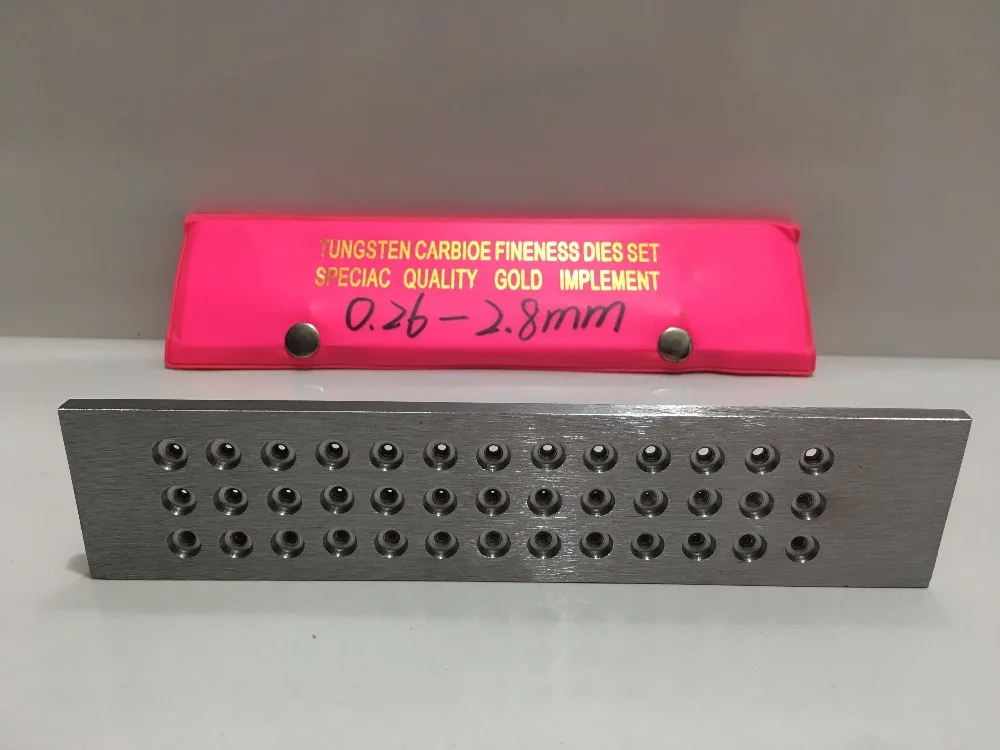 TUNGSTEN CARBIOE FINENESS DIES SET
SPECIAC QUALITY GOLD IMPLEMENT
0.26-2.8mm